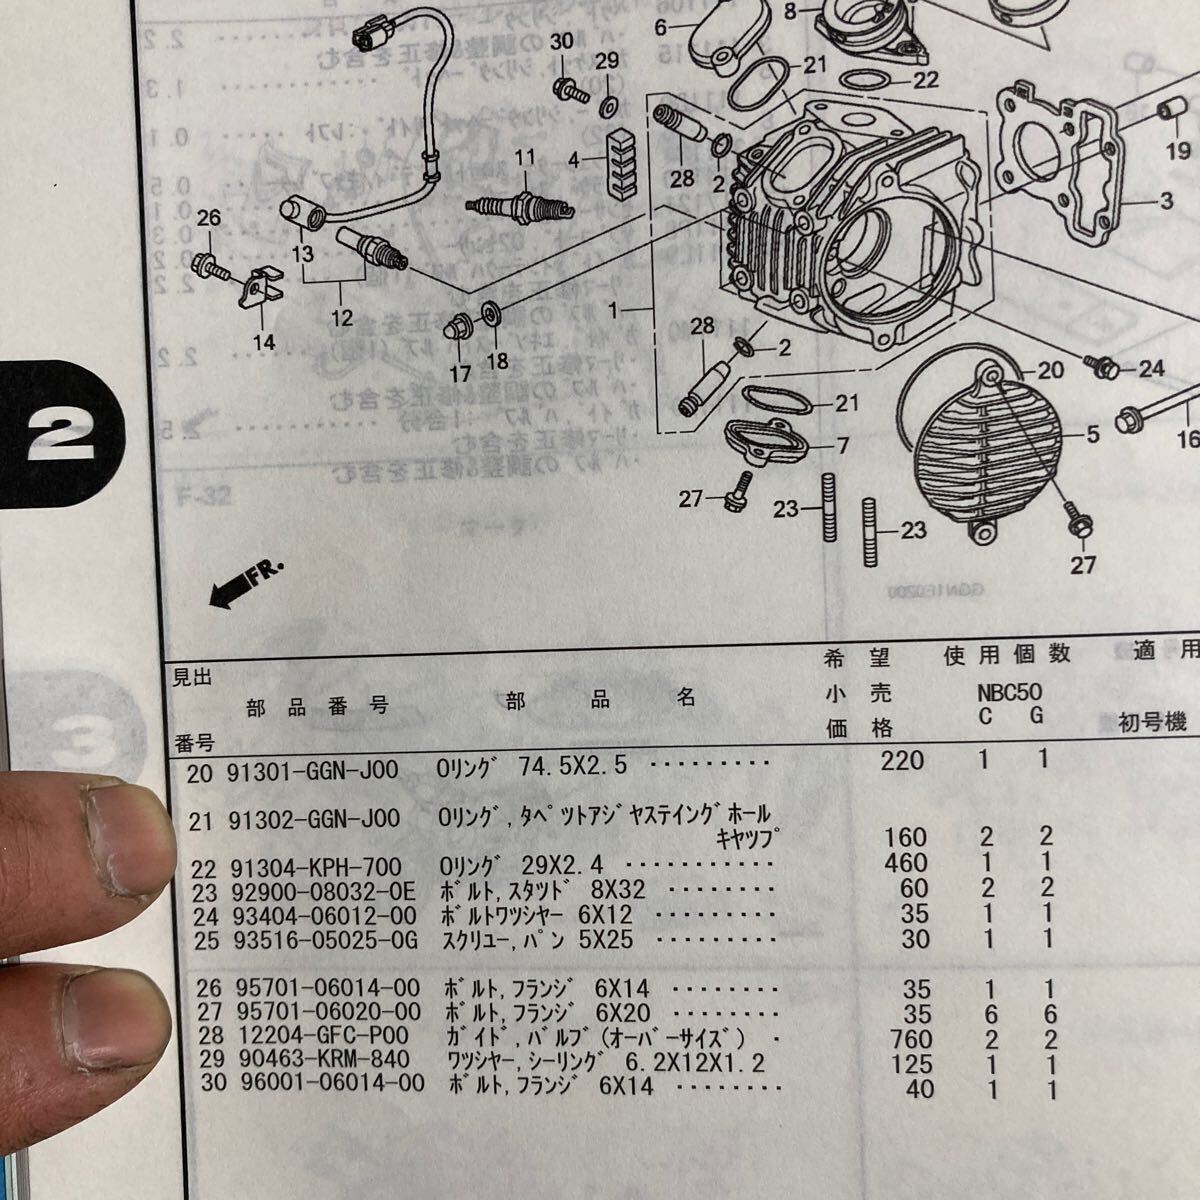 6
8
30
29
21
22
11
4
28
2
19
3
26
13
12
14
1
28
2
17
18
20
24
21
5
16
7
27
23
23
27
2
FR.
F-32
3
見出 希望 使用個数 適用
部品番号 部品名 小売 NBC50
番号 価格 C G 初号機
20 91301-GGN-J00 Oリング 74.5X2.5 ········· 220 1 1
21 91302-GGN-J00 Oリング,タペツトアジヤステイングホール
キヤツプ 160 2 2
22 91304-KPH-700 Oリング 29X2.4 ··········· 460 1 1
23 92900-08032-0E ボルト,スタツド 8X32 ········ 60 2 2
24 93404-06012-00 ボルトワツシヤー 6X12 ········· 35 1 1
25 93516-05025-0G スクリユー,パン 5X25 ········· 30 1 1
26 95701-06014-00 ボルト,フランジ 6X14 ········ 35 1 1
27 95701-06020-00 ボルト,フランジ 6X20 ········ 35 6 6
28 12204-GFC-P00 ガイド,バルブ(オーバーサイズ) · 760 2 2
29 90463-KRM-840 ワツシヤー,シーリング 6.2X12X1.2 125 1 1
30 96001-06014-00 ボルト,フランジ 6X14 ········ 40 1 1